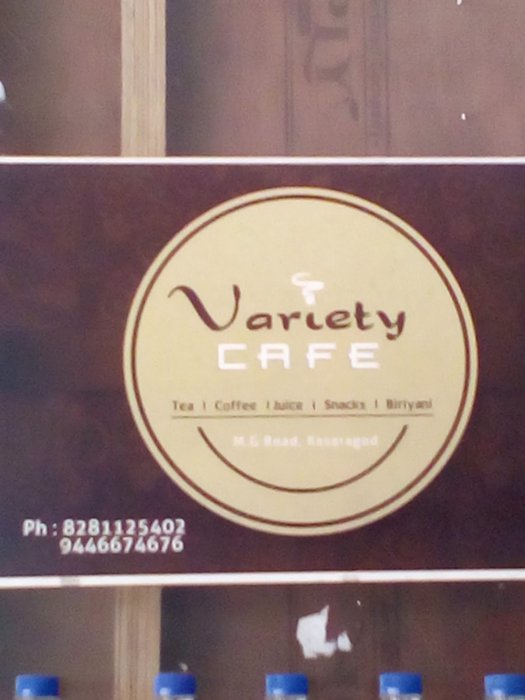 Variety
CAFE
Tea | Coffee | Juice | Snacks | Biriyani
M.G Road, Kasaragod
Ph : 8281125402
9446674676